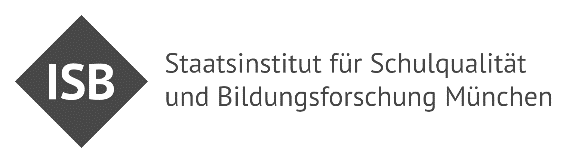 ISB
Staatsinstitut für Schulqualität
und Bildungsforschung München